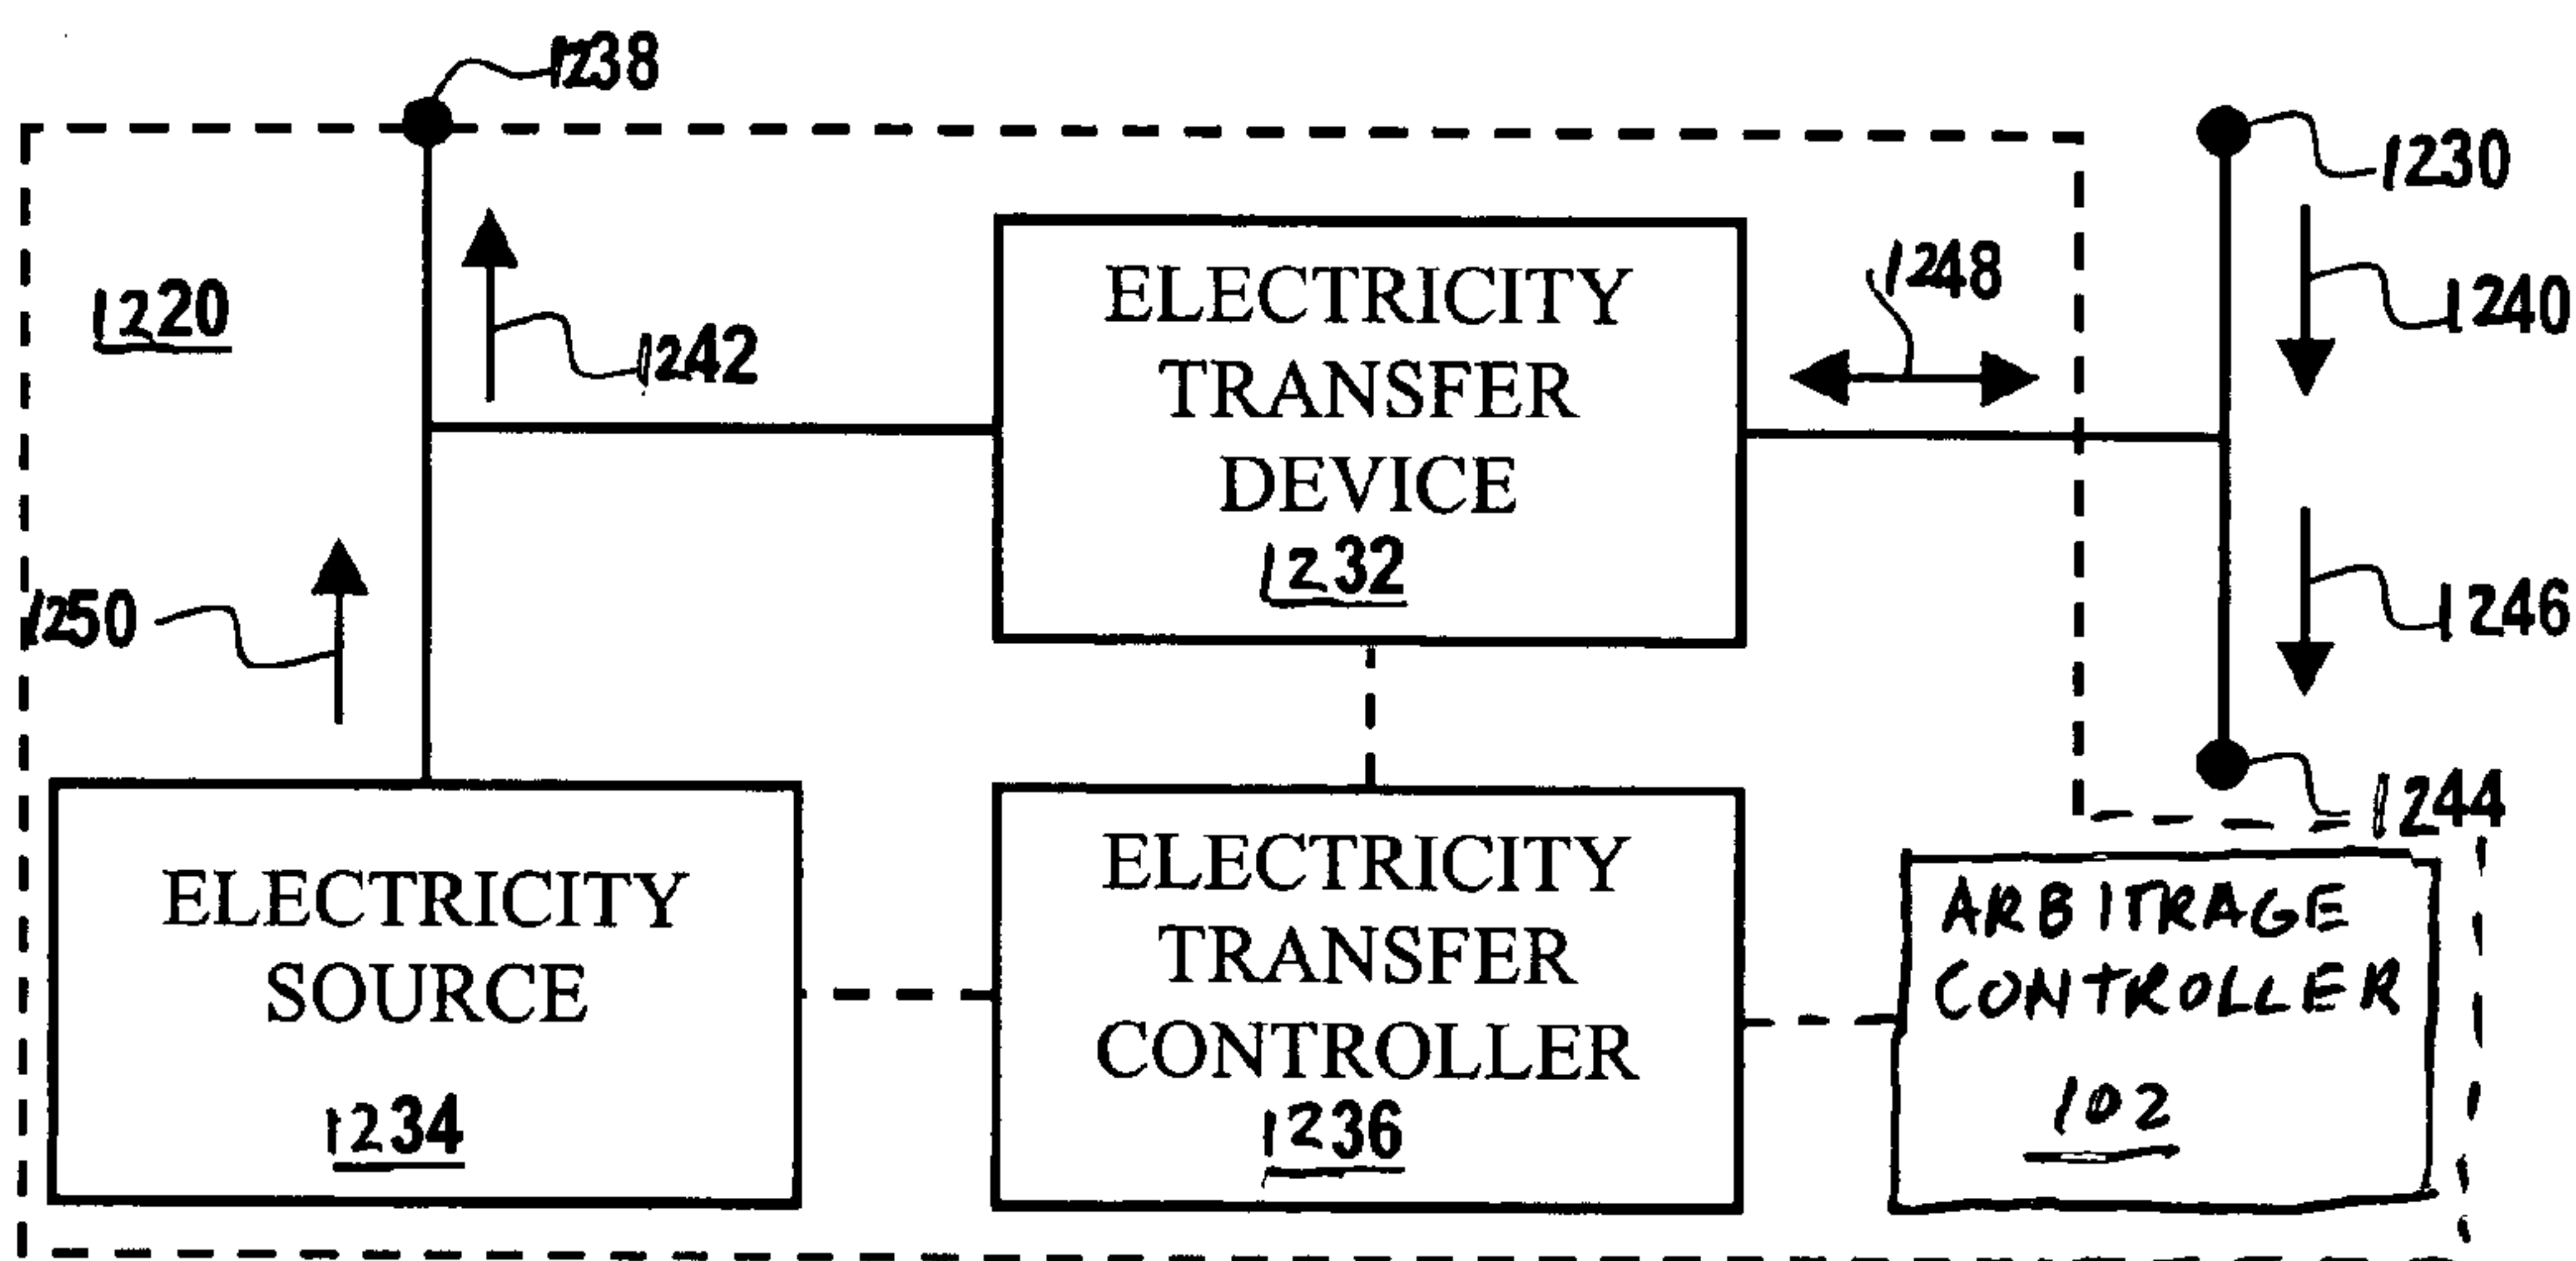 1238
1230
1220
1242
ELECTRICITY
TRANSFER
DEVICE
1232
1248
1240
1250
1246
1244
ELECTRICITY
SOURCE
1234
ELECTRICITY
TRANSFER
CONTROLLER
1236
ARBITRAGE
CONTROLLER
102